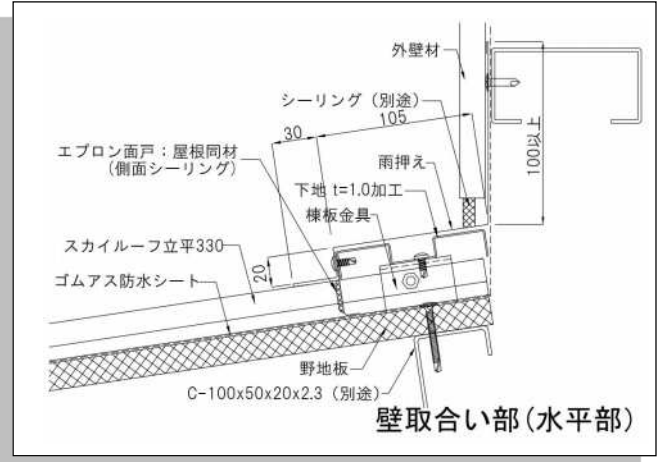 外壁材
シーリング（別途）
30
105
100以上
エプロン面戸：屋根同材
（側面シーリング）
雨押え
下地 t=1.0加工
棟板金具
スカイルーフ立平330
20
ゴムアス防水シート
野地板
C-100x50x20x2.3（別途）
壁取合い部(水平部)